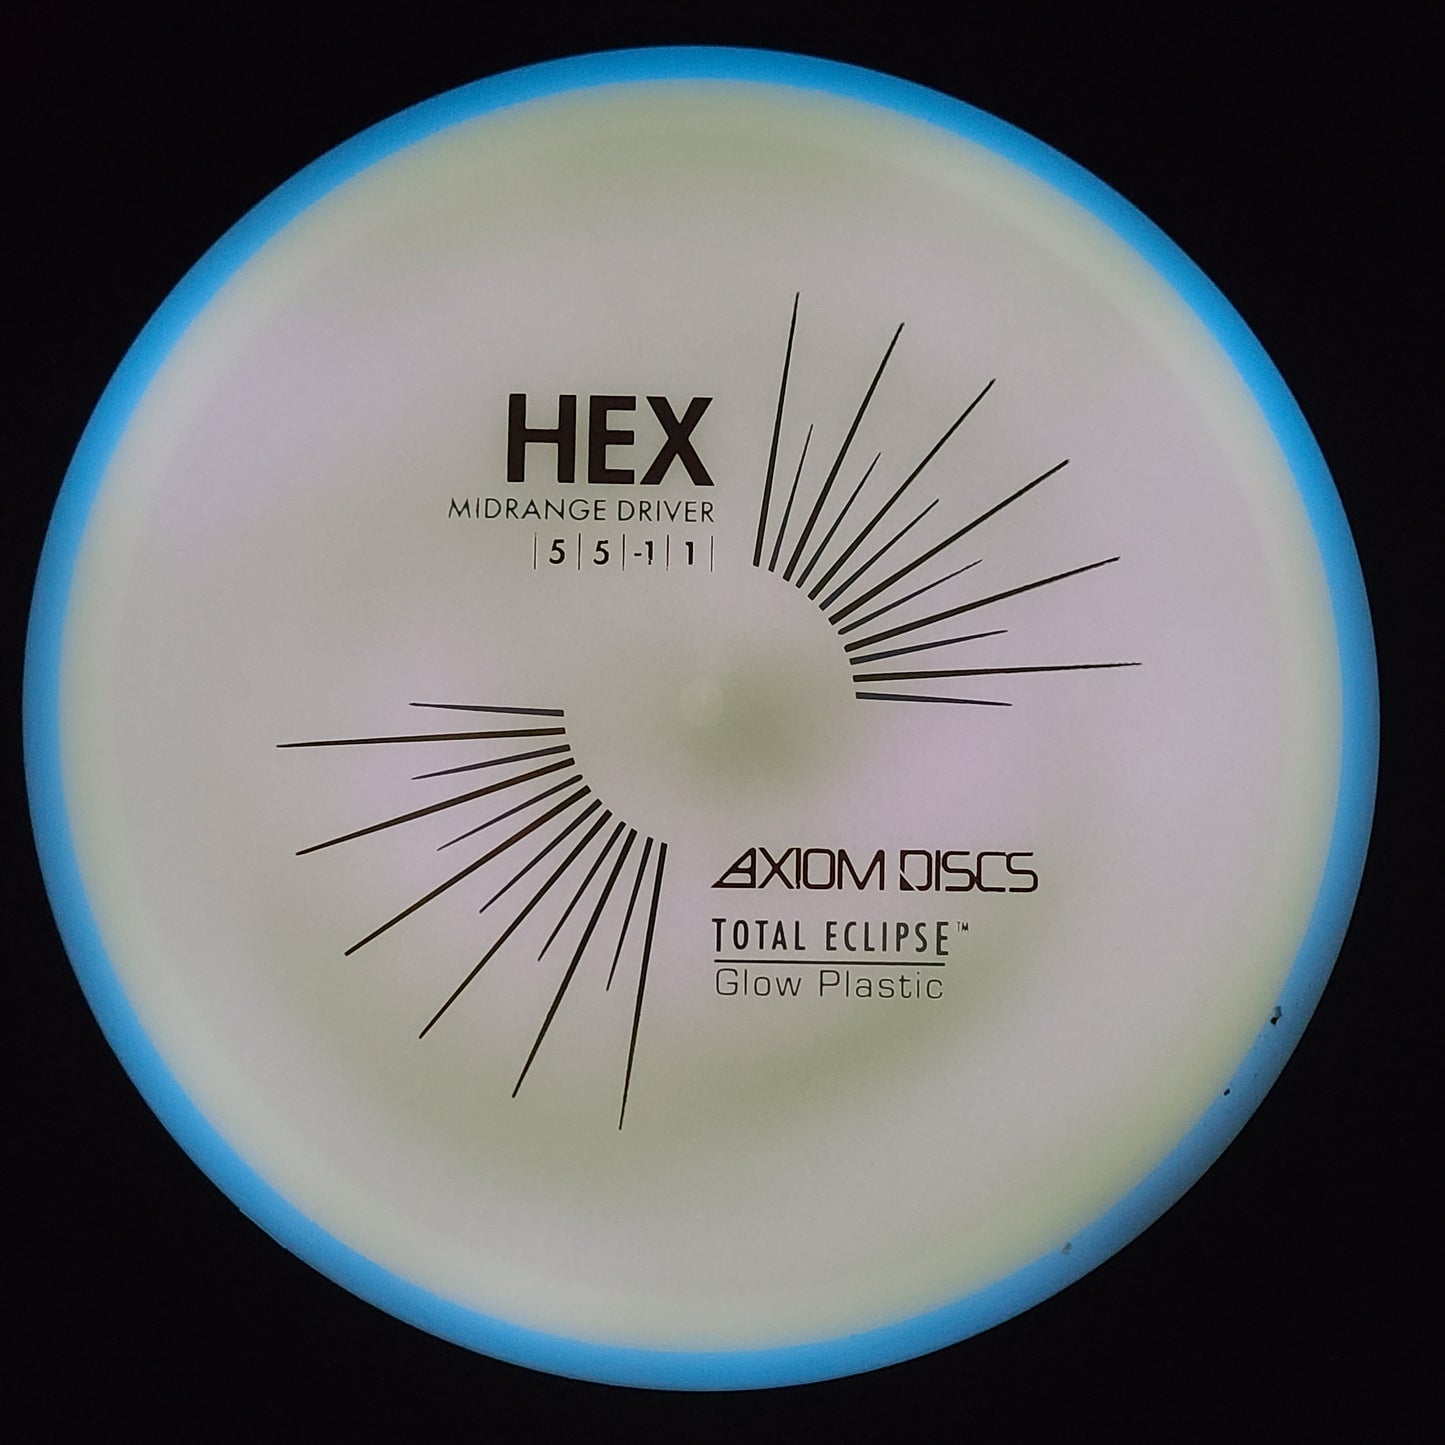 HEX
MIDRANGE DRIVER
| 5 | 5 | -1 | 1 |
AXIOM DISCS
TOTAL ECLIPSE™
Glow Plastic